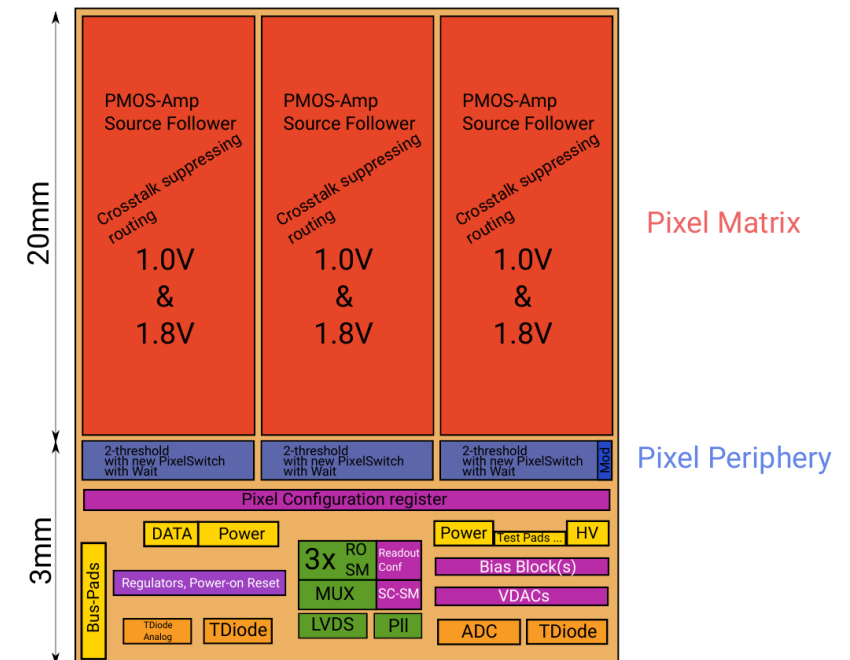 PMOS-Amp
Source Follower
Crosstalk suppressing
routing
1.0V
&
1.8V
PMOS-Amp
Source Follower
Crosstalk suppressing
routing
1.0V
&
1.8V
PMOS-Amp
Source Follower
Crosstalk suppressing
routing
1.0V
&
1.8V
20mm
Pixel Matrix
2-threshold
with new PixelSwitch
with Wait
2-threshold
with new PixelSwitch
with Wait
2-threshold
with new PixelSwitch
with Wait
Mod
Pixel Periphery
3mm
Pixel Configuration register
DATA Power
Power Test Pads ... HV
Bus-Pads
Regulators, Power-on Reset
3x RO
SM
Readout
Conf
MUX SC-SM
LVDS Pll
Bias Block(s)
VDACs
TDiode
Analog
TDiode
ADC TDiode